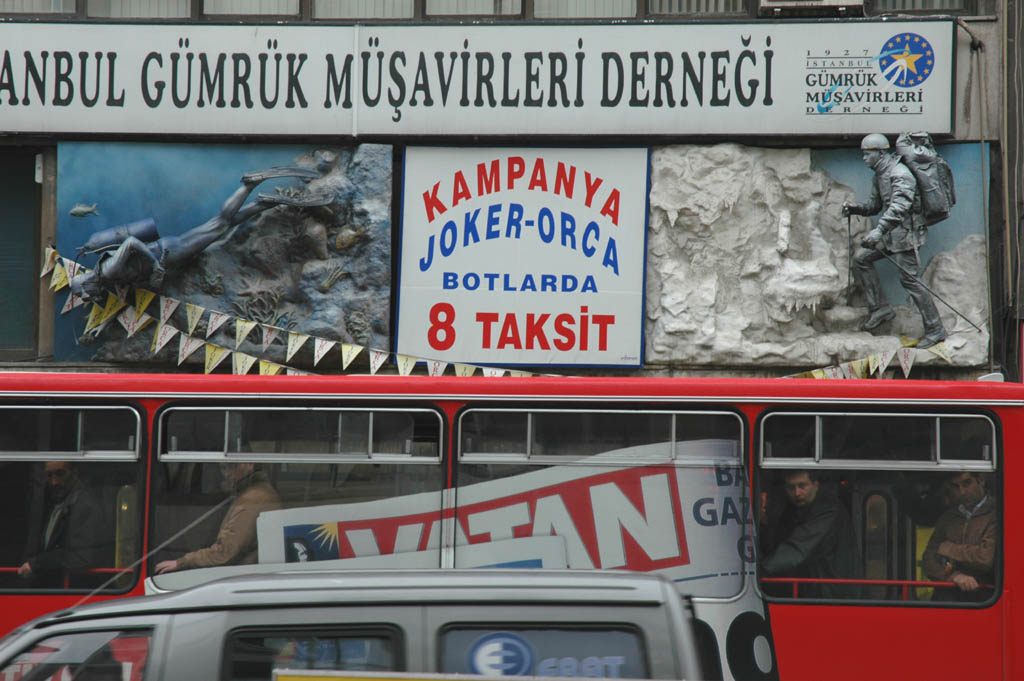 ANBUL GÜMRÜK MÜŞAVİRLERİ DERNEĞİ
1927
İSTANBUL
GÜMRÜK
MÜŞAVİRLERİ
DERNEĞİ
KAMPANYA
JOKER-ORCA
BOTLARDA
8 TAKSİT
VATAN
BA
GAZ
G